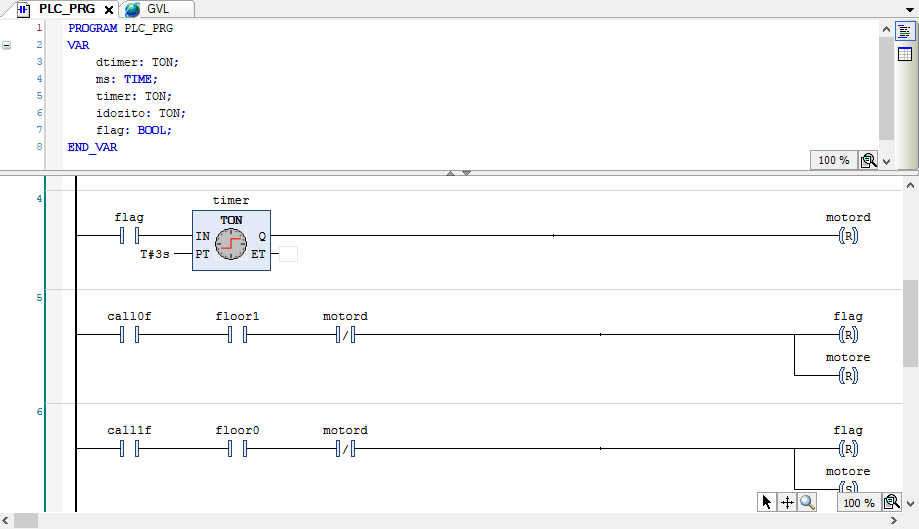 PLC_PRG GVL
1 PROGRAM PLC_PRG
2 VAR
3 dtimer: TON;
4 ms: TIME;
5 timer: TON;
6 idozito: TON;
7 flag: BOOL;
8 END_VAR
100 %
4
timer
flag TON motord
IN Q (R)
T#3s PT ET
5
call0f floor1 motord flag
/ (R)
motore
(R)
6
call1f floor0 motord flag
/ (R)
motore
(S)
100 %